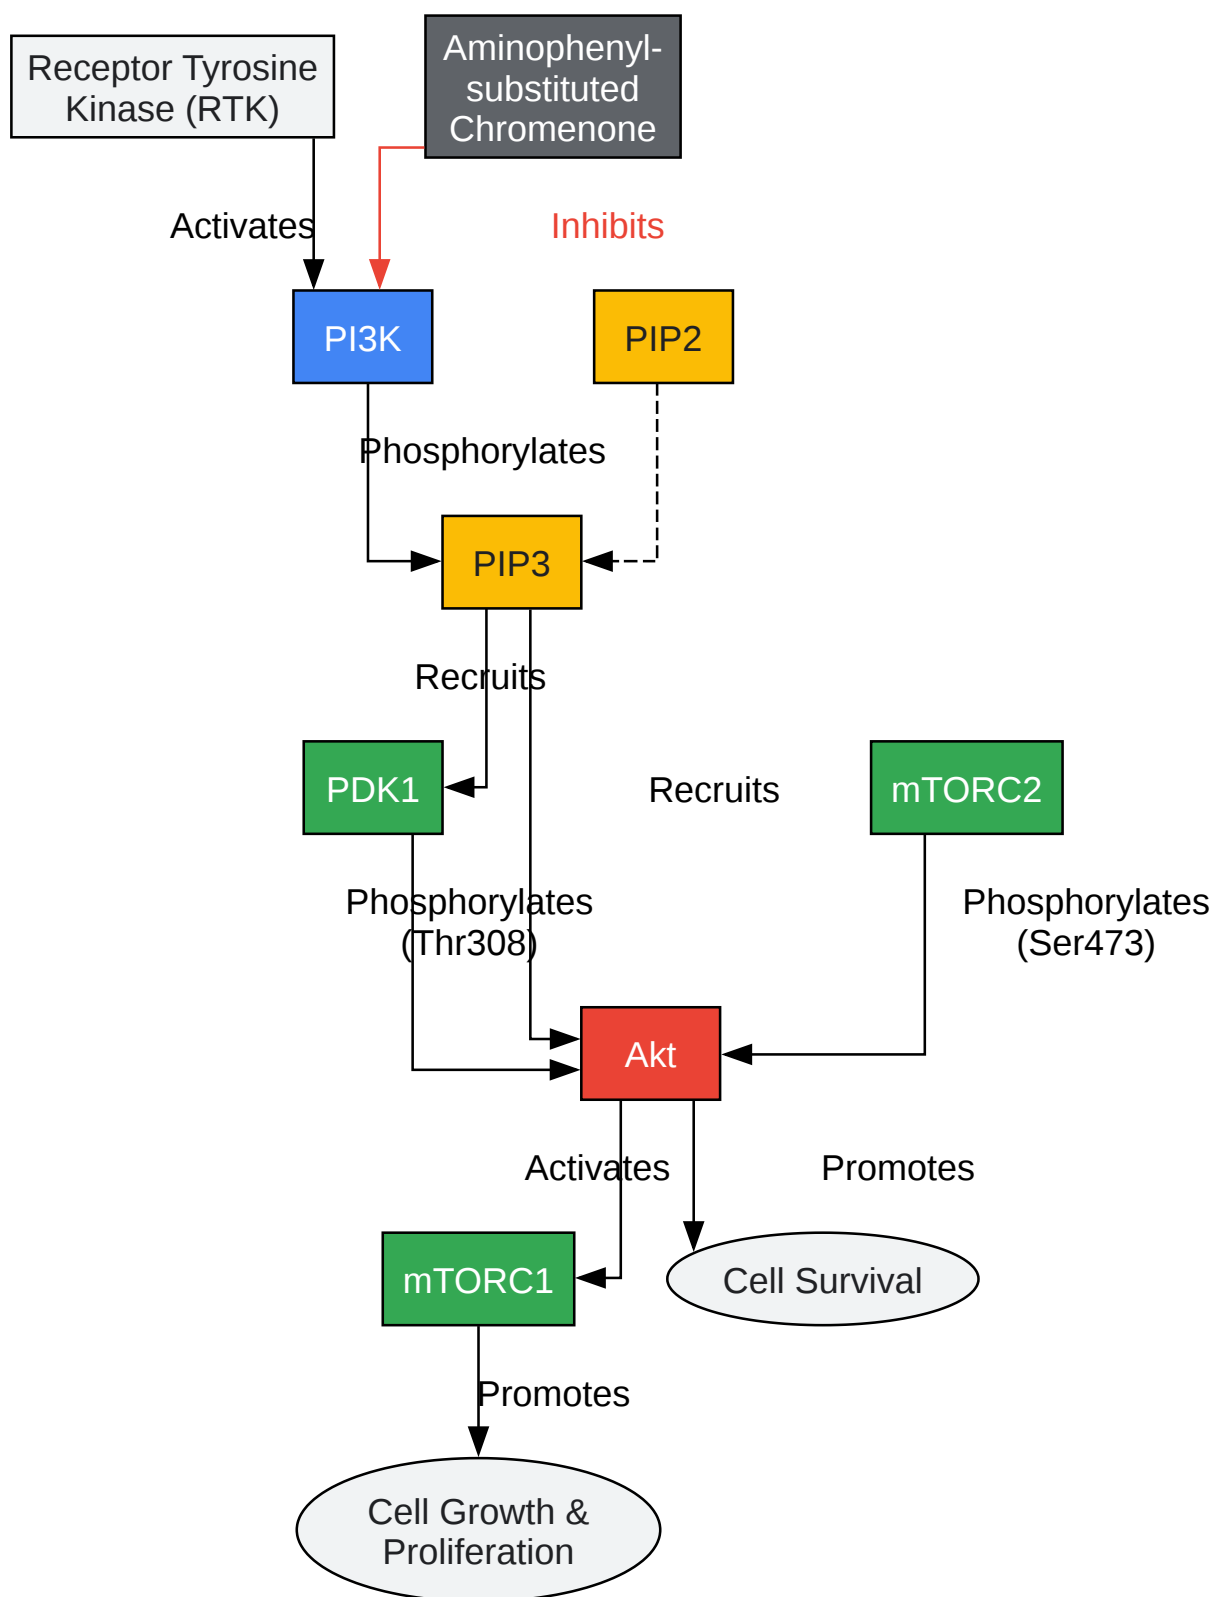 Receptor Tyrosine
Kinase (RTK)
Aminophenyl-
substituted
Chromenone
Activates
Inhibits
PI3K
PIP2
Phosphorylates
PIP3
Recruits
PDK1
Recruits
mTORC2
Phosphorylates
(Thr308)
Phosphorylates
(Ser473)
Akt
Activates
Promotes
mTORC1
Cell Survival
Promotes
Cell Growth &
Proliferation